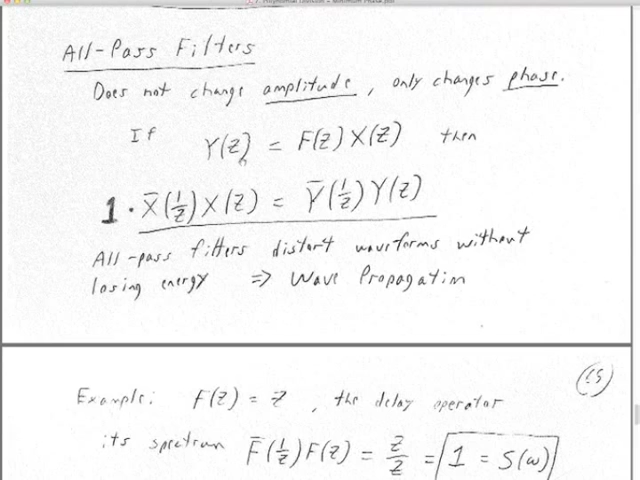 All-Pass Filters
Does not change amplitude, only changes phase.
If Y(Z) = F(Z) X(Z) then
1 · X̄(1/Z) X(Z) = Ȳ(1/Z) Y(Z)
All-pass filters distort waveforms without
losing energy ⇒ Wave Propagation
(15)
Example: F(Z) = Z , the delay operator
its spectrum F̄(1/Z) F(Z) = Z/Z = 1 = S(ω)